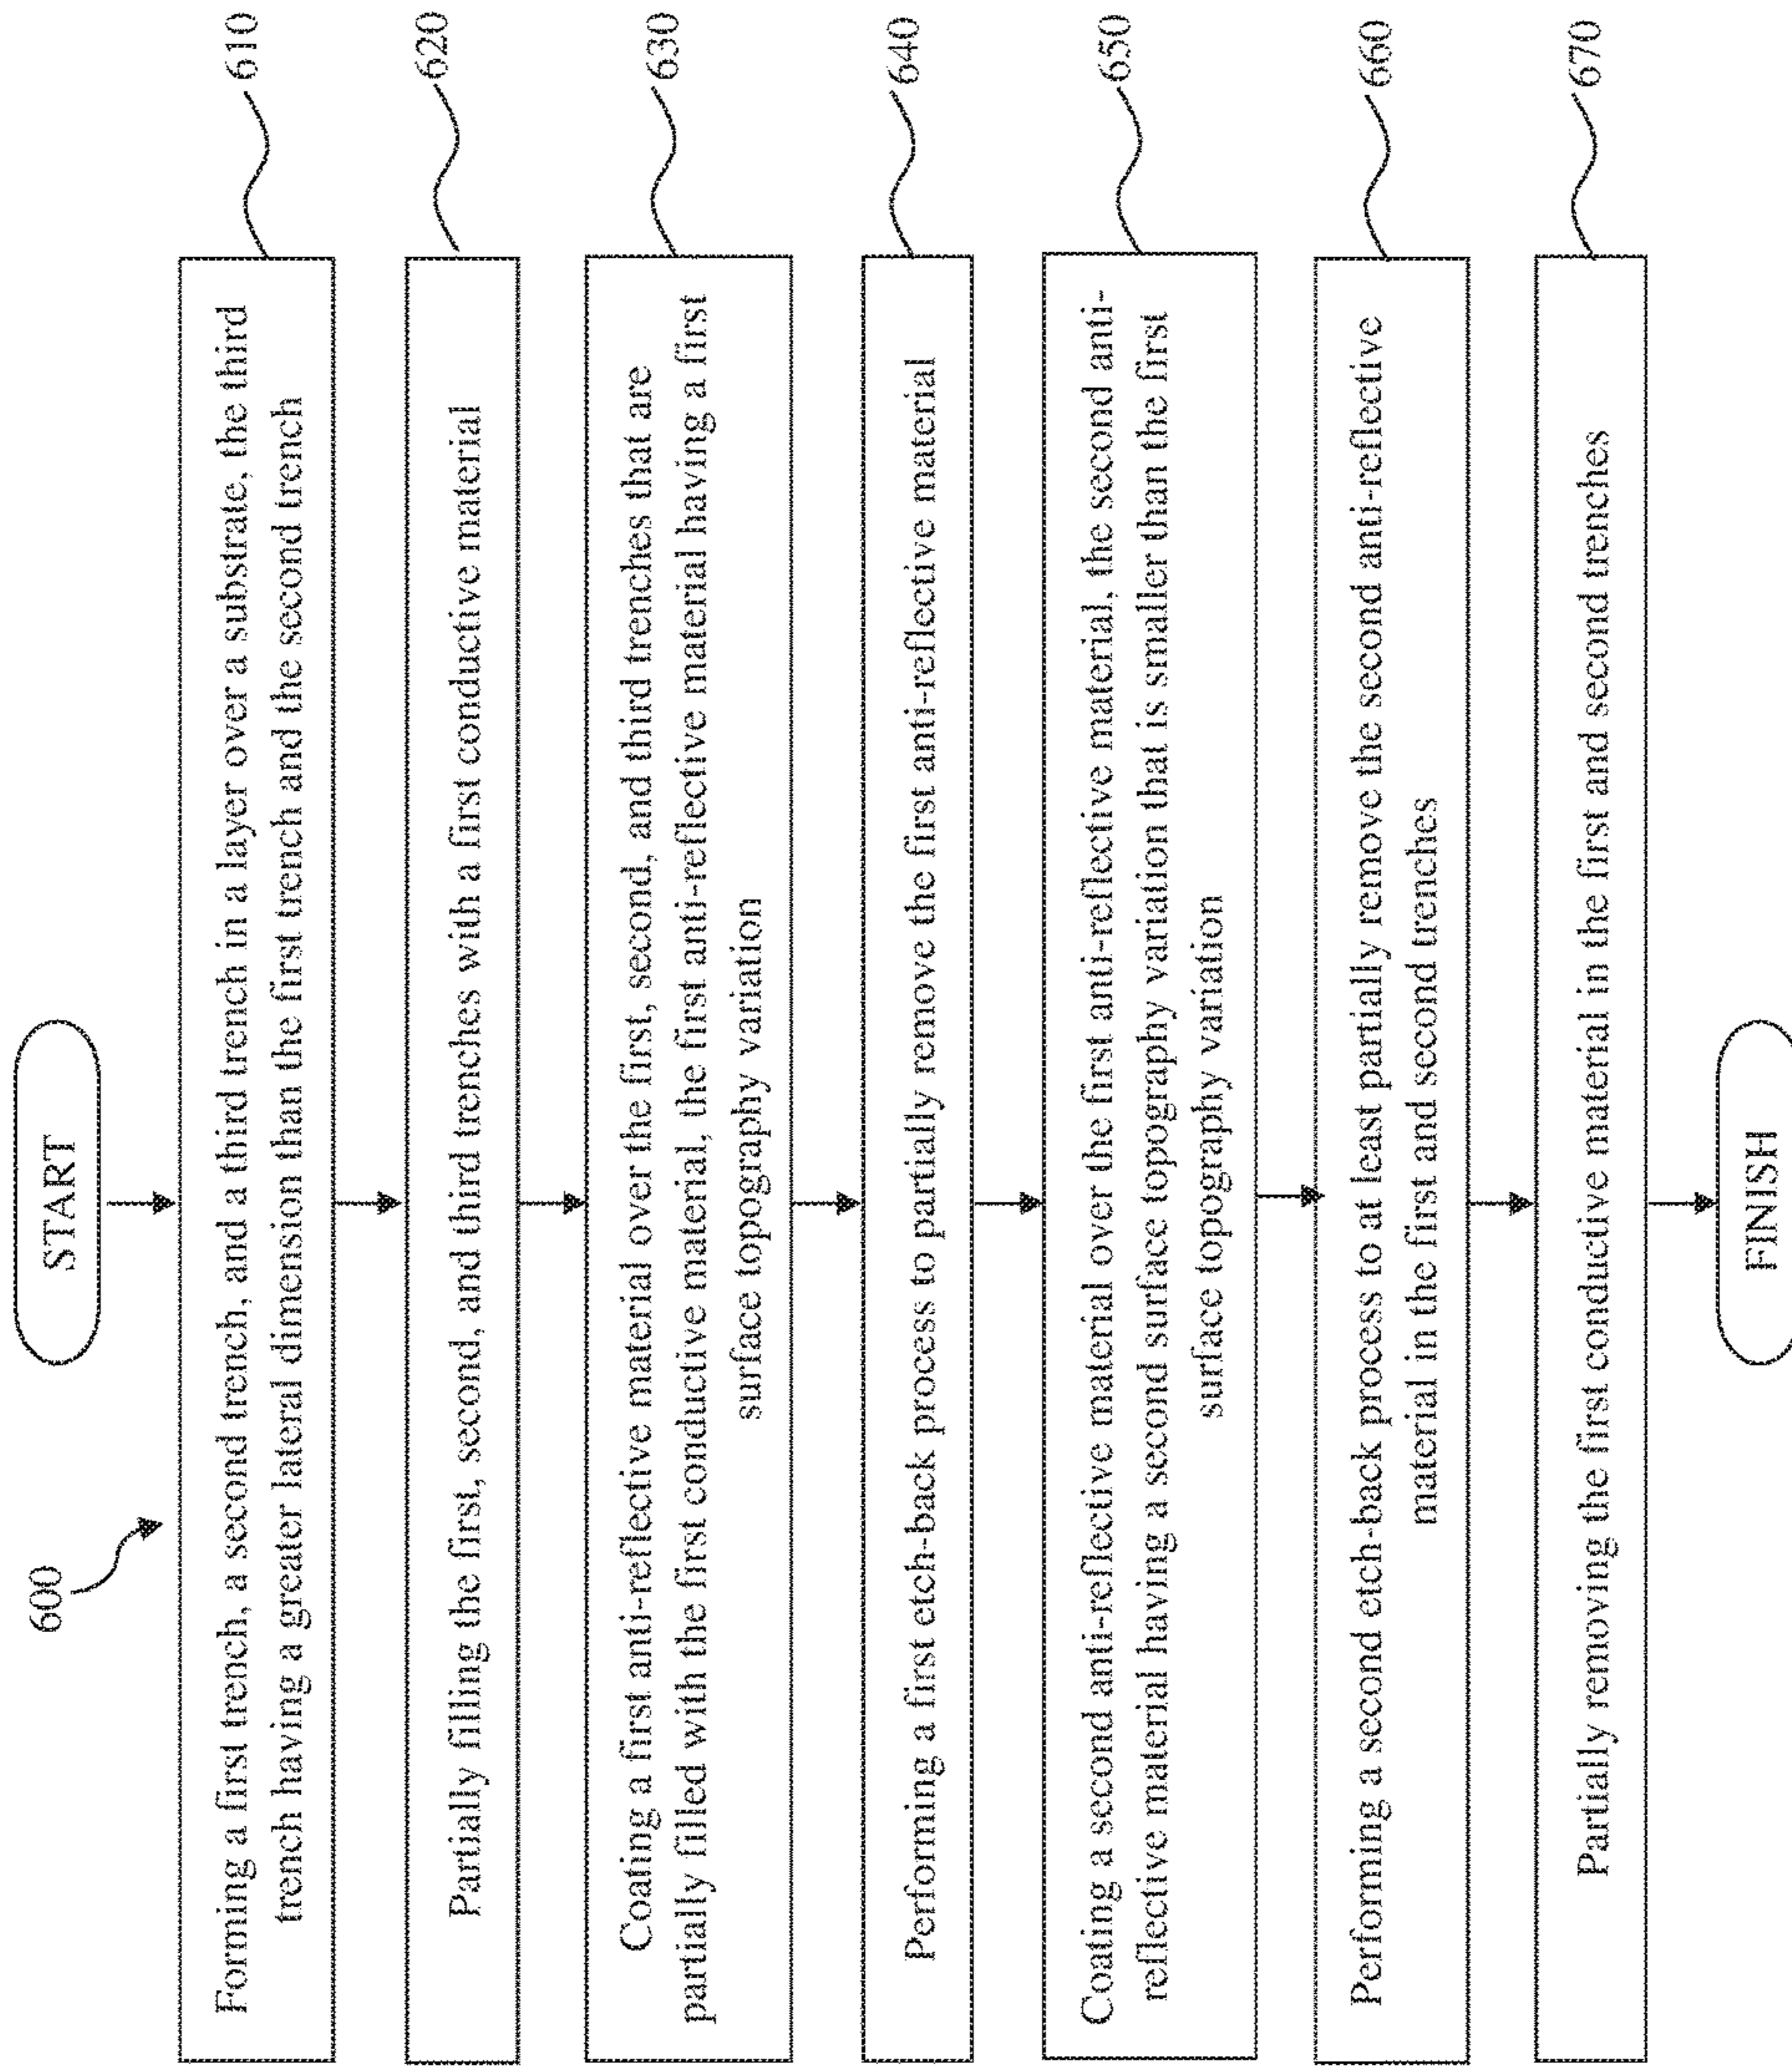 600
START
Forming a first trench, a second trench, and a third trench in a layer over a substrate, the third
trench having a greater lateral dimension than the first trench and the second trench
610
Partially filling the first, second, and third trenches with a first conductive material
620
Coating a first anti-reflective material over the first, second, and third trenches that are
partially filled with the first conductive material, the first anti-reflective material having a first
surface topography variation
630
Performing a first etch-back process to partially remove the first anti-reflective material
640
Coating a second anti-reflective material over the first anti-reflective material, the second anti-
reflective material having a second surface topography variation that is smaller than the first
surface topography variation
650
Performing a second etch-back process to at least partially remove the second anti-reflective
material in the first and second trenches
660
Partially removing the first conductive material in the first and second trenches
670
FINISH